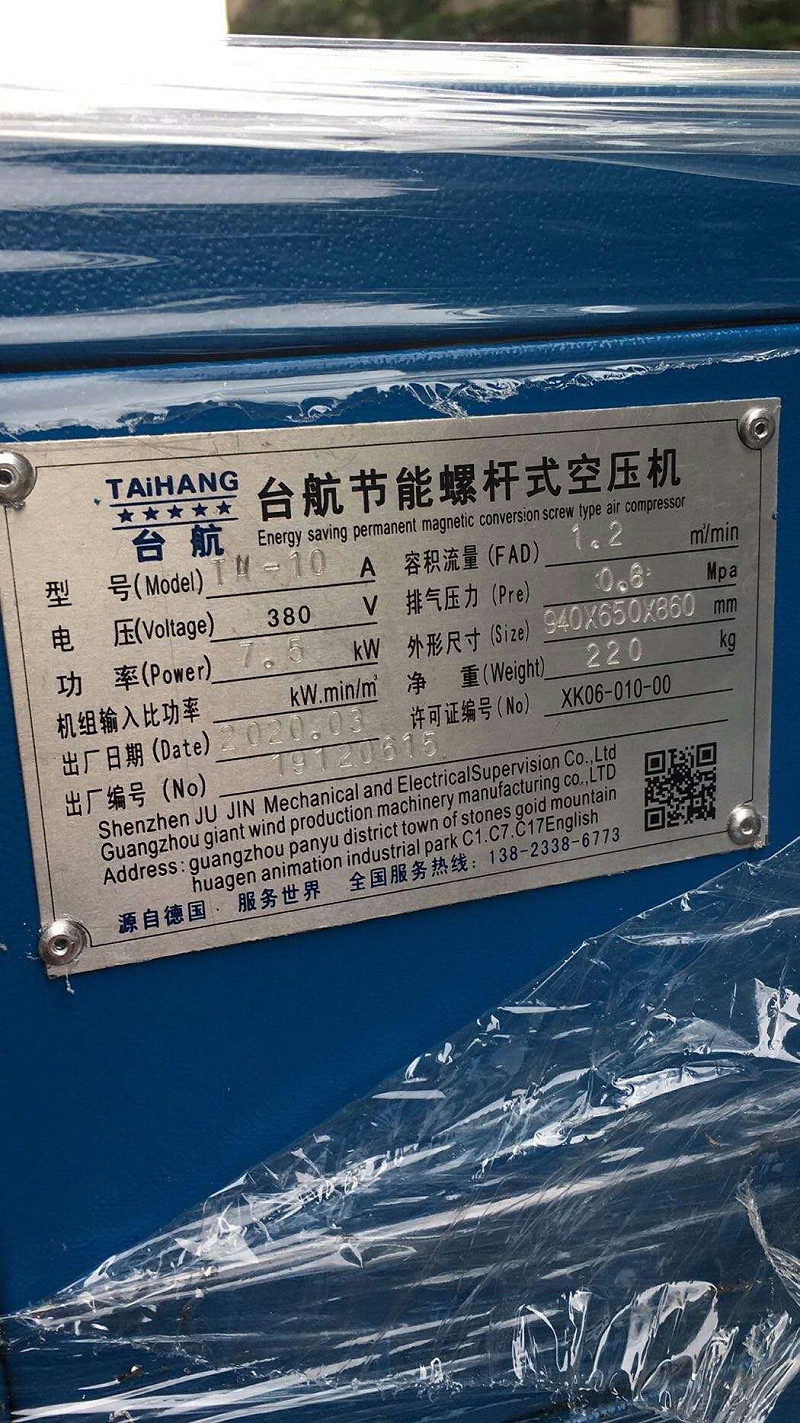 TAiHANG
台航
台航节能螺杆式空压机
Energy saving permanent magnetic conversion screw type air compressor
型 号(Model) TM-10 A
容积流量(FAD) 1.2 m³/min
电 压(Voltage) 380 V
排气压力(Pre) 0.8 Mpa
功 率(Power) 7.5 kW
外形尺寸(Size) 940X650X860 mm
机组输入比功率 kW.min/m³
净 重(Weight) 220 kg
出厂日期(Date) 2020.03
许可证编号(No) XK06-010-00
出厂编号(No) 19120615
Shenzhen JU JIN Mechanical and ElectricalSupervision Co.,Ltd
Guangzhou giant wind production machinery manufacturing co.,LTD
Address: guangzhou panyu district town of stones goid mountain
huagen animation industrial park C1.C7.C17English
源自德国 服务世界 全国服务热线: 138-2338-6773